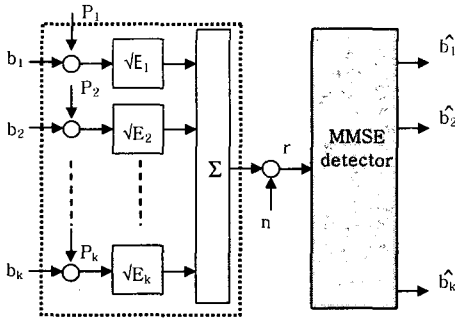 P₁
b₁
√E₁
b̂₁
P₂
b₂
√E₂
b̂₂
Σ
r
MMSE
detector
n
Pₖ
bₖ
√Eₖ
b̂ₖ